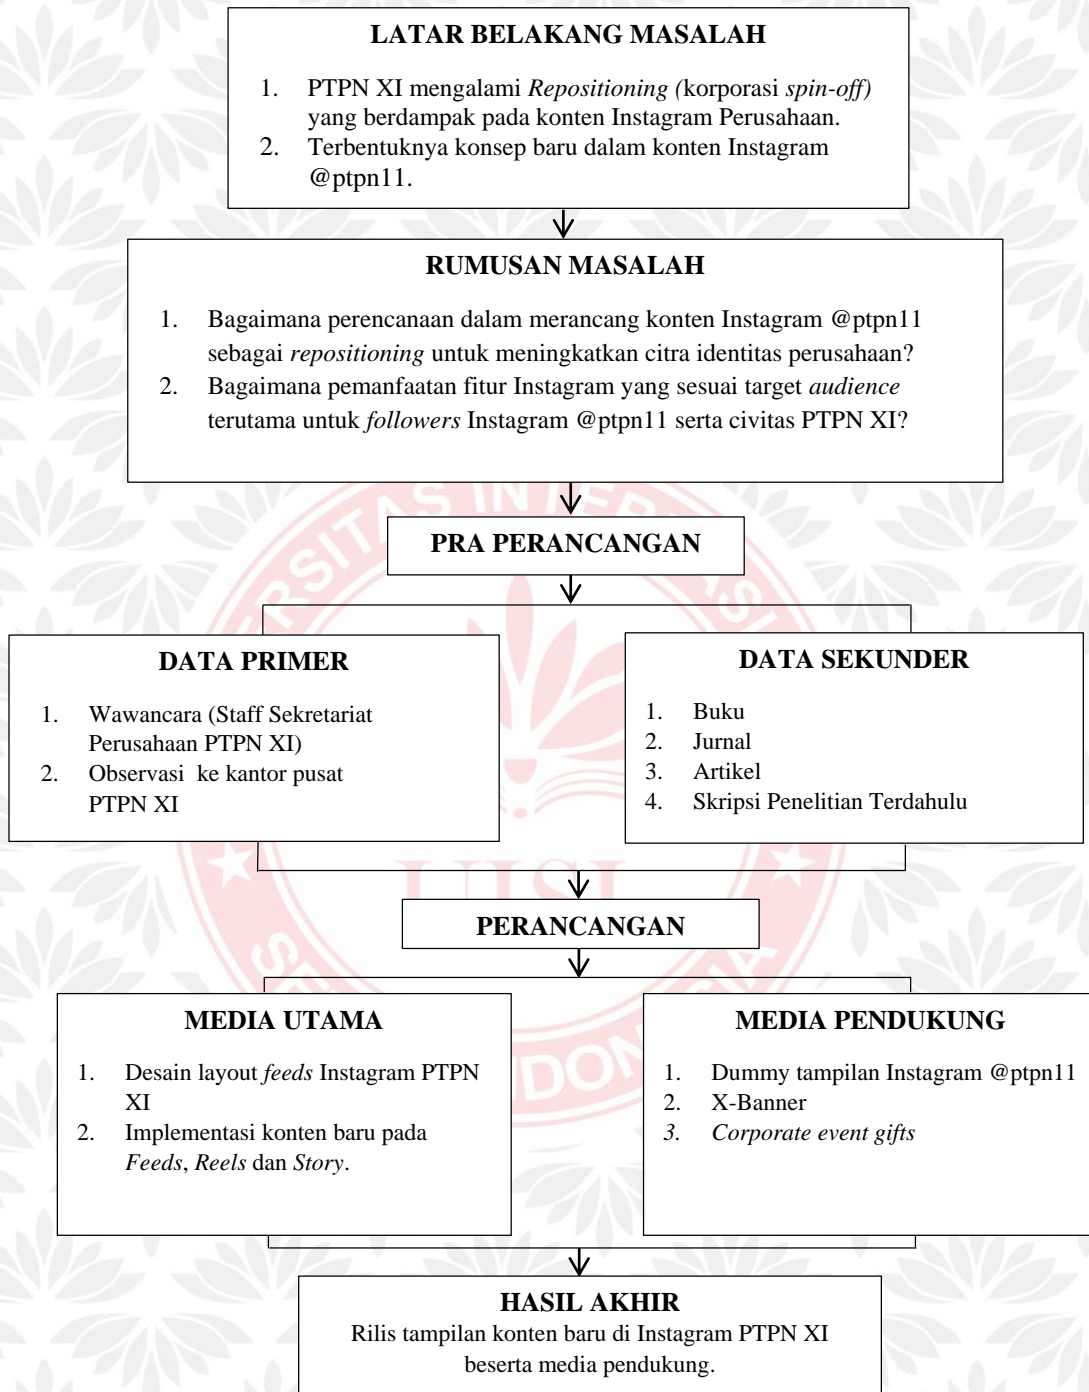 LATAR BELAKANG MASALAH
1. PTPN XI mengalami Repositioning (korporasi spin-off)
yang berdampak pada konten Instagram Perusahaan.
2. Terbentuknya konsep baru dalam konten Instagram
@ptpn11.
RUMUSAN MASALAH
1. Bagaimana perencanaan dalam merancang konten Instagram @ptpn11
sebagai repositioning untuk meningkatkan citra identitas perusahaan?
2. Bagaimana pemanfaatan fitur Instagram yang sesuai target audience
terutama untuk followers Instagram @ptpn11 serta civitas PTPN XI?
PRA PERANCANGAN
DATA PRIMER
1. Wawancara (Staff Sekretariat
Perusahaan PTPN XI)
2. Observasi ke kantor pusat
PTPN XI
DATA SEKUNDER
1. Buku
2. Jurnal
3. Artikel
4. Skripsi Penelitian Terdahulu
UISI
PERANCANGAN
MEDIA UTAMA
1. Desain layout feeds Instagram PTPN
XI
2. Implementasi konten baru pada
Feeds, Reels dan Story.
MEDIA PENDUKUNG
1. Dummy tampilan Instagram @ptpn11
2. X-Banner
3. Corporate event gifts
HASIL AKHIR
Rilis tampilan konten baru di Instagram PTPN XI
beserta media pendukung.